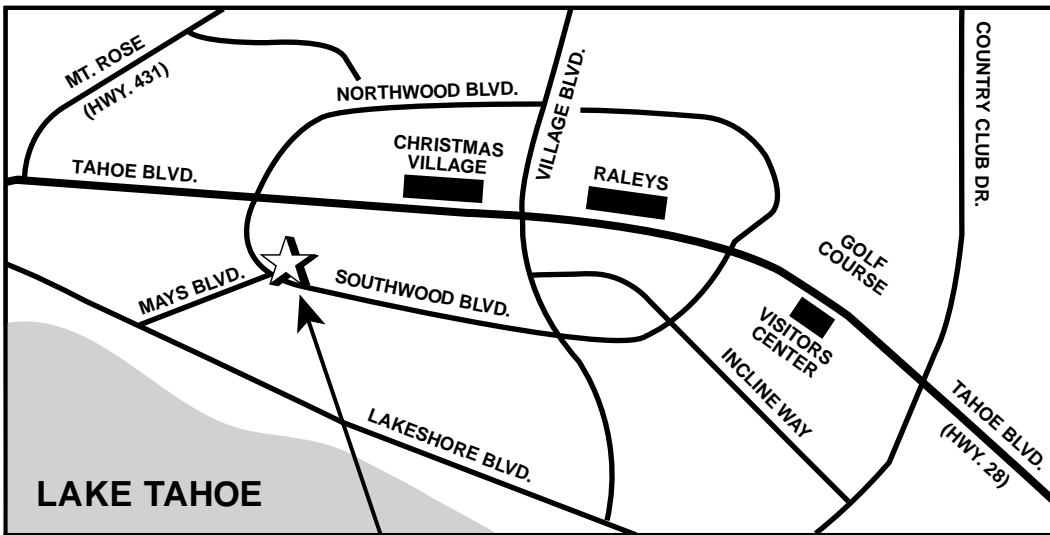 MT. ROSE
(HWY. 431)
NORTHWOOD BLVD.
VILLAGE BLVD.
COUNTRY CLUB DR.
CHRISTMAS
VILLAGE
TAHOE BLVD.
RALEYS
GOLF
COURSE
MAYS BLVD.
SOUTHWOOD BLVD.
VISITORS
CENTER
INCLINE WAY
LAKESHORE BLVD.
TAHOE BLVD.
(HWY. 28)
LAKE TAHOE